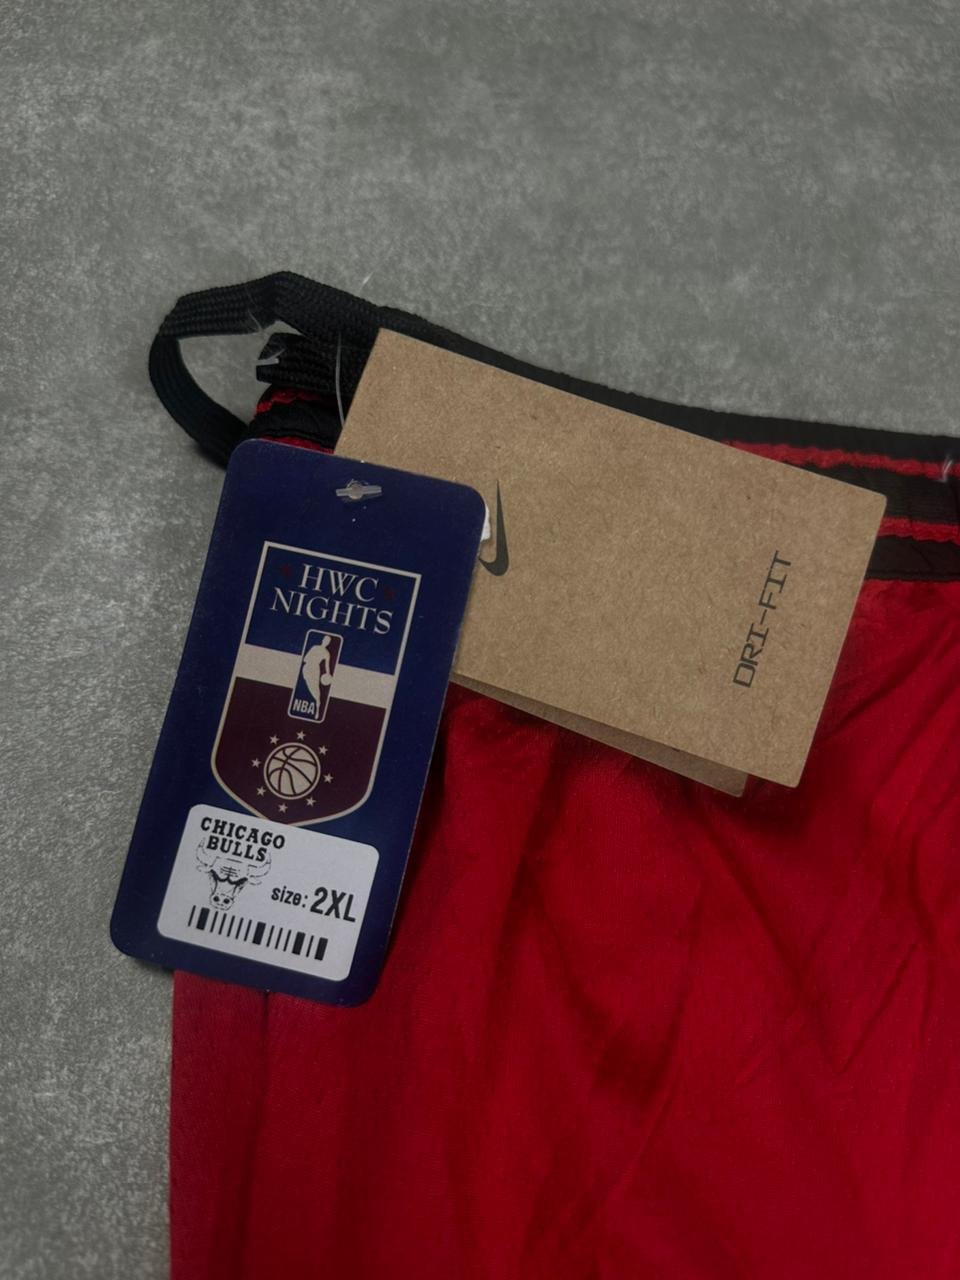 HWC
NIGHTS
NBA
CHICAGO
BULLS
size: 2XL
DRI-FIT